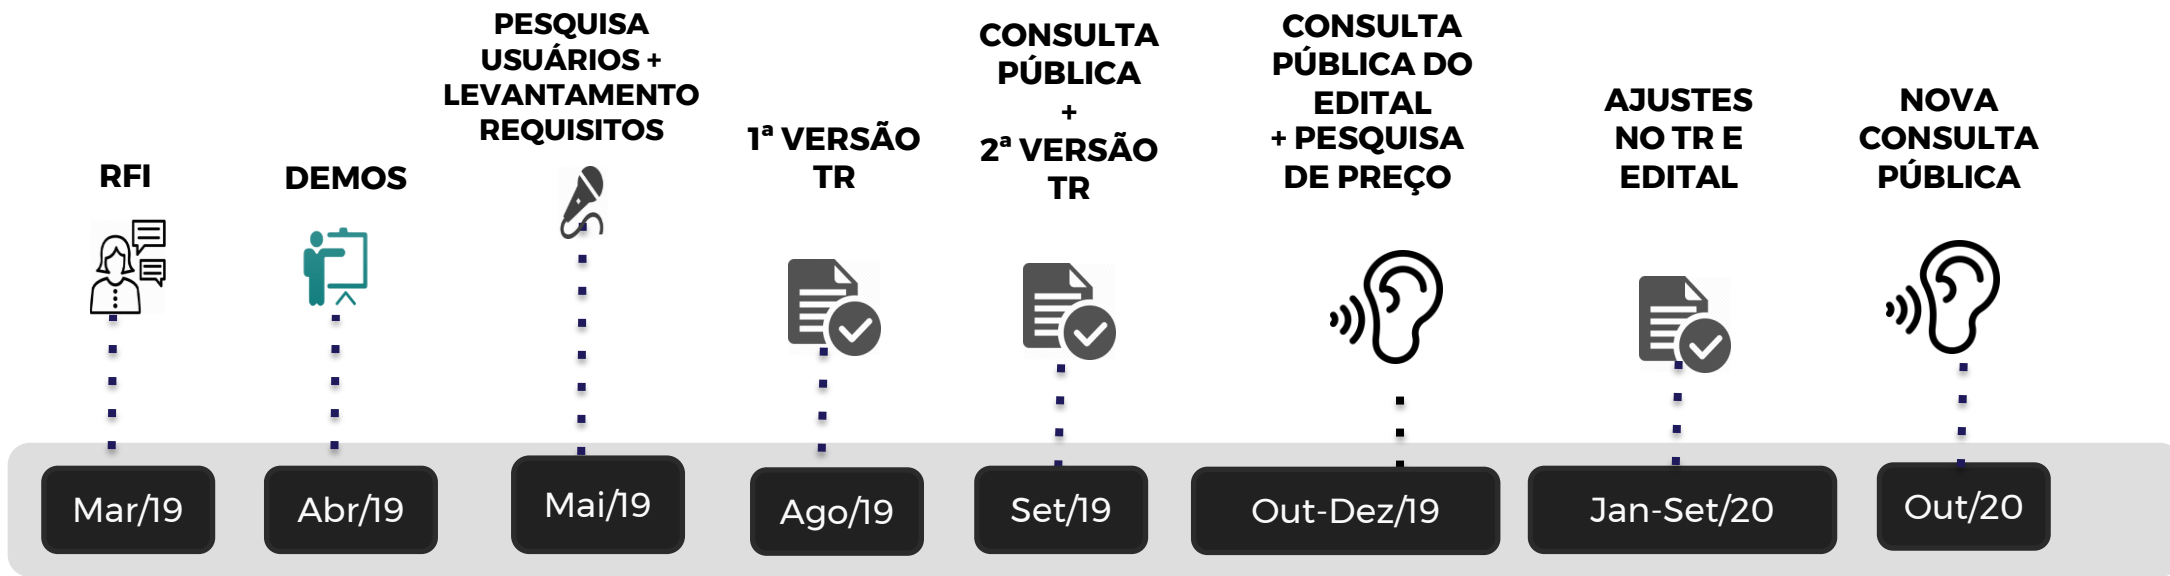 RFI
DEMOS
PESQUISA
USUÁRIOS +
LEVANTAMENTO
REQUISITOS
1ª VERSÃO
TR
CONSULTA
PÚBLICA
+
2ª VERSÃO
TR
CONSULTA
PÚBLICA DO
EDITAL
+ PESQUISA
DE PREÇO
AJUSTES
NO TR E
EDITAL
NOVA
CONSULTA
PÚBLICA
Mar/19
Abr/19
Mai/19
Ago/19
Set/19
Out-Dez/19
Jan-Set/20
Out/20